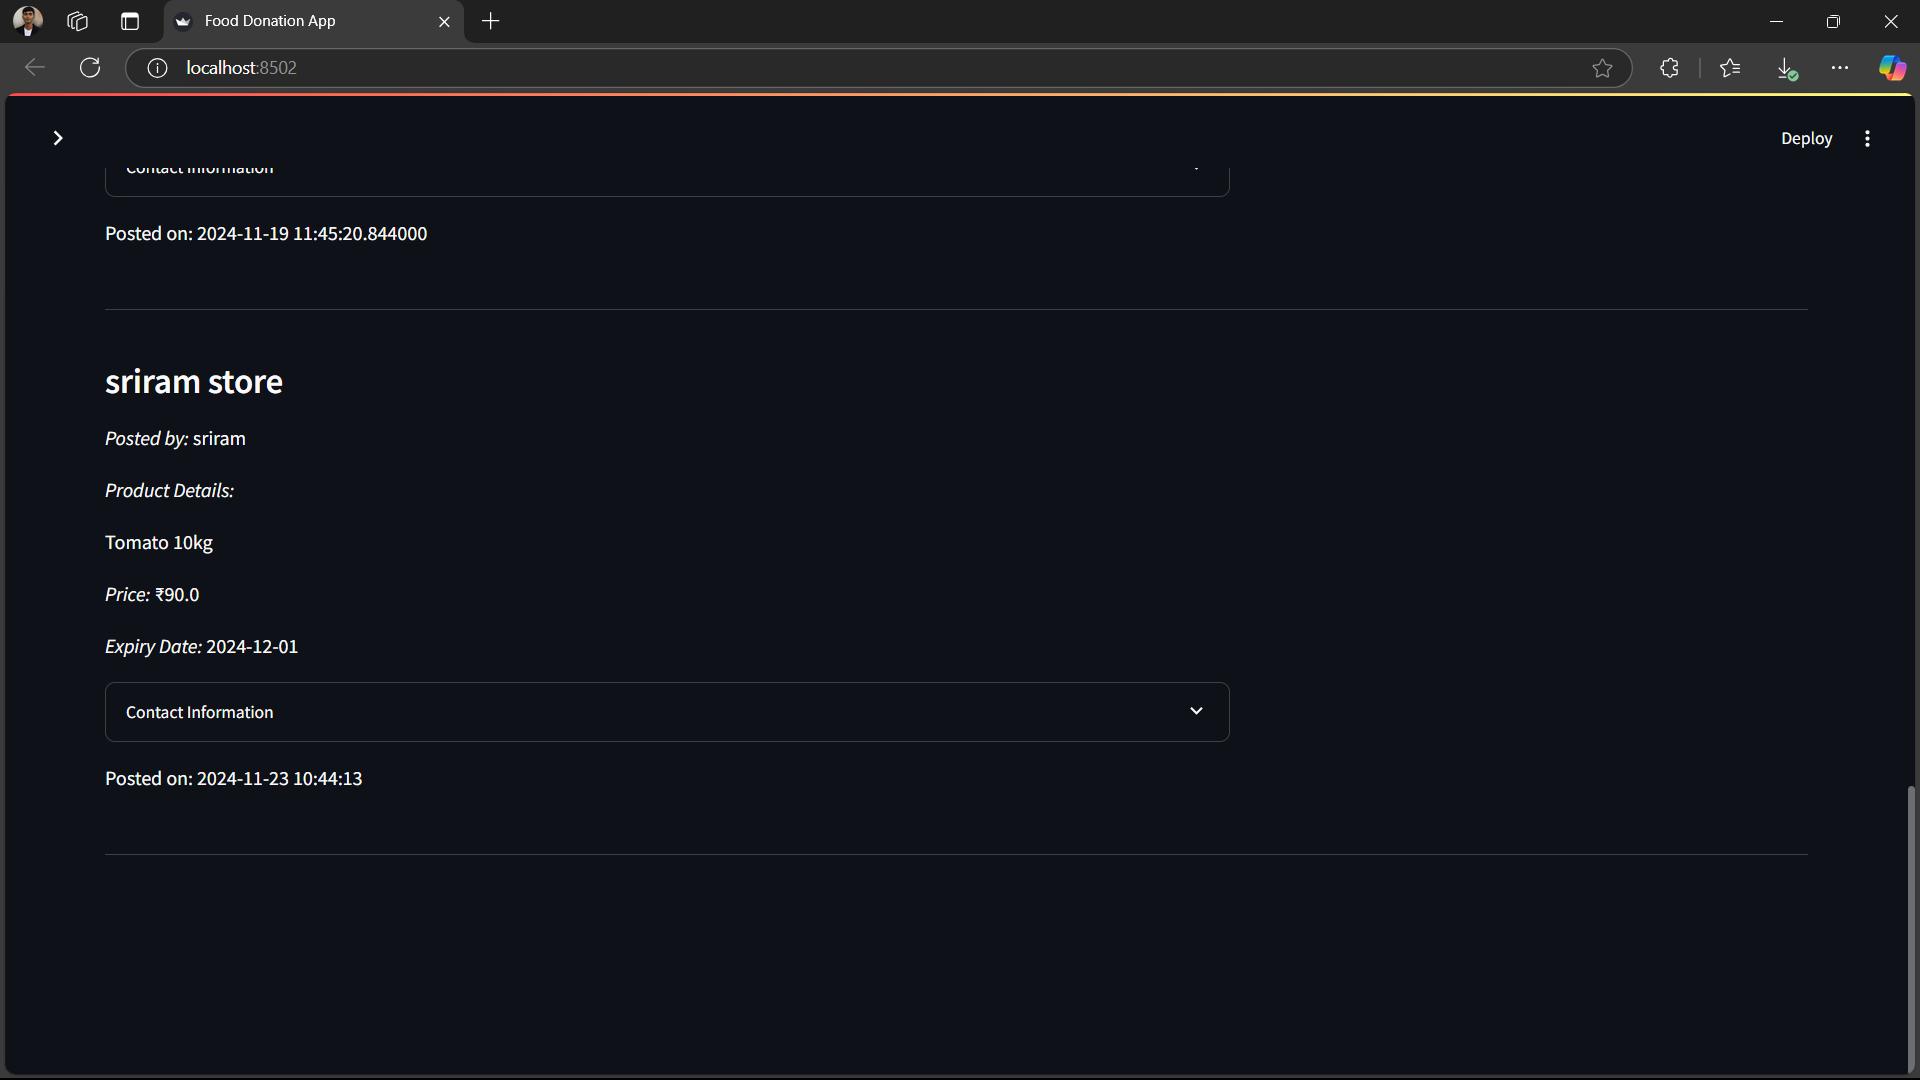 Food Donation App
localhost:8502
Deploy
Contact Information
Posted on: 2024-11-19 11:45:20.844000
sriram store
Posted by: sriram
Product Details:
Tomato 10kg
Price: ₹90.0
Expiry Date: 2024-12-01
Contact Information
Posted on: 2024-11-23 10:44:13